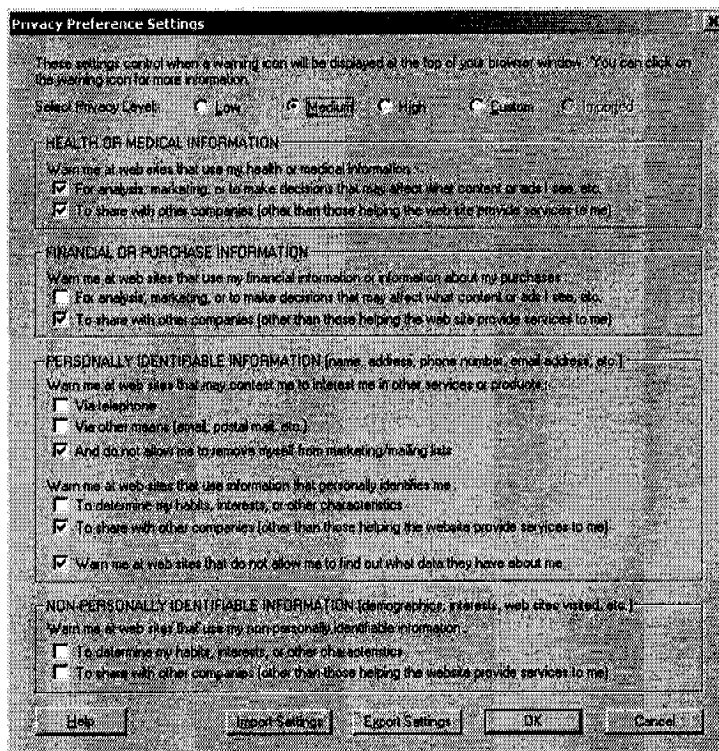 Privacy Preference Settings
These settings control when a warning icon will be displayed at the top of your browser window. You can click on
the warning icon for more information.
Select Privacy Level: Low Medium High Custom Imported
HEALTH OR MEDICAL INFORMATION
Warn me at web sites that use my health or medical information :
For analysis, marketing, or to make decisions that may affect what content or ads I see, etc.
To share with other companies (other than those helping the web site provide services to me)
FINANCIAL OR PURCHASE INFORMATION
Warn me at web sites that use my financial information or information about my purchases :
For analysis, marketing, or to make decisions that may affect what content or ads I see, etc.
To share with other companies (other than those helping the web site provide services to me)
PERSONALLY IDENTIFIABLE INFORMATION (name, address, phone number, email address, etc.)
Warn me at web sites that may contact me to interest me in other services or products :
Via telephone
Via other means (email, postal mail, etc.)
And do not allow me to remove myself from marketing/mailing lists
Warn me at web sites that use information that personally identifies me :
To determine my habits, interests, or other characteristics
To share with other companies (other than those helping the website provide services to me)
Warn me at web sites that do not allow me to find out what data they have about me
NON-PERSONALLY IDENTIFIABLE INFORMATION (demographics, interests, web sites visited, etc.)
Warn me at web sites that use my non-personally identifiable information :
To determine my habits, interests, or other characteristics
To share with other companies (other than those helping the website provide services to me)
Help Import Settings Export Settings OK Cancel